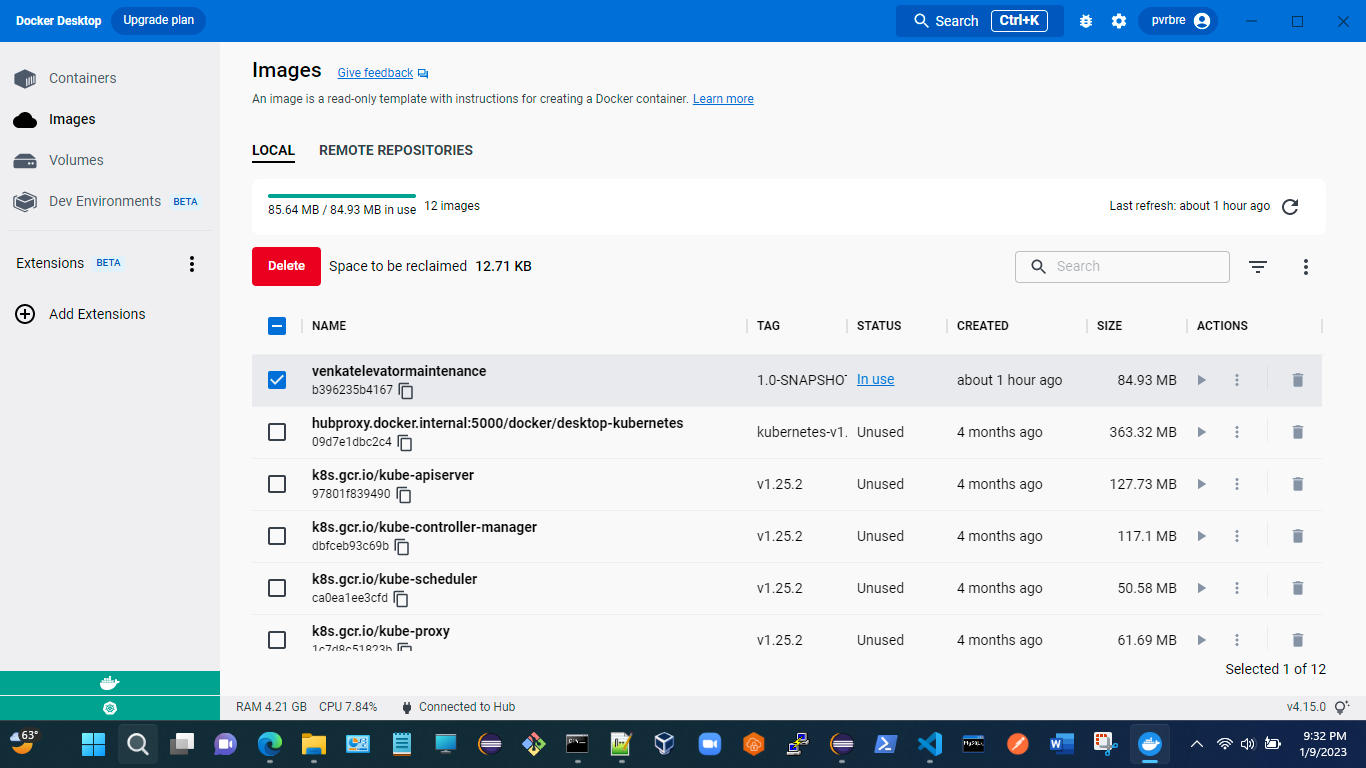 Docker Desktop Upgrade plan Search Ctrl+K pvrbre
Containers
Images
Volumes
Dev Environments BETA
Extensions BETA
Add Extensions
Images Give feedback
An image is a read-only template with instructions for creating a Docker container. Learn more
LOCAL REMOTE REPOSITORIES
85.64 MB / 84.93 MB in use 12 images Last refresh: about 1 hour ago
Delete Space to be reclaimed 12.71 KB Search
NAME TAG STATUS CREATED SIZE ACTIONS
venkatelevatormaintenance
b396235b4167 1.0-SNAPSHOT In use about 1 hour ago 84.93 MB
hubproxy.docker.internal:5000/docker/desktop-kubernetes
09d7e1dbc2c4 kubernetes-v1. Unused 4 months ago 363.32 MB
k8s.gcr.io/kube-apiserver
97801f839490 v1.25.2 Unused 4 months ago 127.73 MB
k8s.gcr.io/kube-controller-manager
dbfceb93c69b v1.25.2 Unused 4 months ago 117.1 MB
k8s.gcr.io/kube-scheduler
ca0ea1ee3cfd v1.25.2 Unused 4 months ago 50.58 MB
k8s.gcr.io/kube-proxy
1c7d8c51823b v1.25.2 Unused 4 months ago 61.69 MB
Selected 1 of 12
RAM 4.21 GB CPU 7.84% Connected to Hub v4.15.0
63°
9:32 PM
1/9/2023